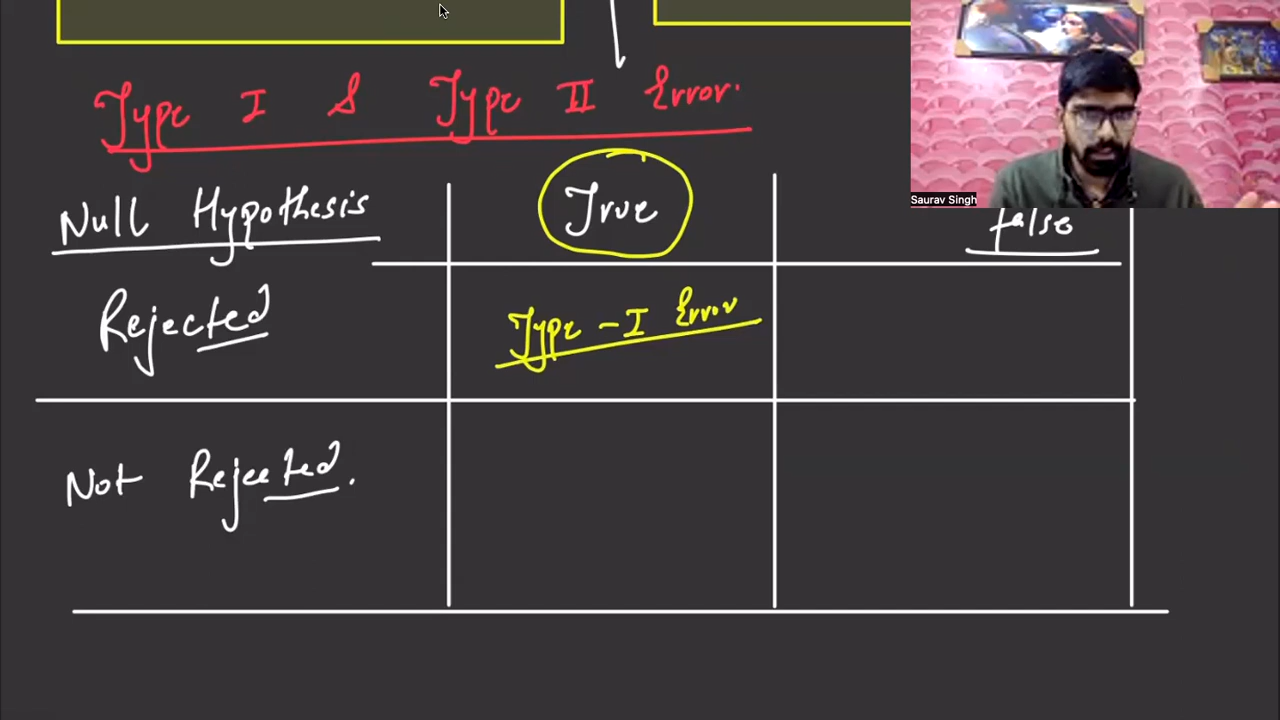 Type I & Type II Error.
Saurav Singh
Null Hypothesis True false
Rejected Type-I Error
Not Rejected.